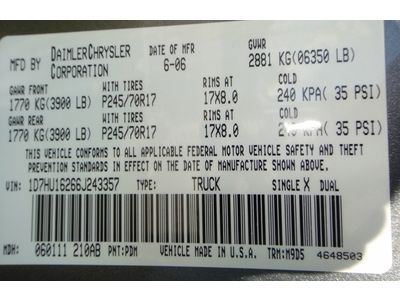 MFD BY DAIMLERCHRYSLER CORPORATION
DATE OF MFR 6-06
GVWR 2881 KG(06350 LB)
GAWR FRONT WITH TIRES RIMS AT COLD
1770 KG(3900 LB) P245/70R17 17X8.0 240 KPA( 35 PSI)
GAWR REAR WITH TIRES RIMS AT COLD
1770 KG(3900 LB) P245/70R17 17X8.0 KPA( 35 PSI)
THIS VEHICLE CONFORMS TO ALL APPLICABLE FEDERAL MOTOR VEHICLE SAFETY AND THEFT
PREVENTION STANDARDS IN EFFECT ON THE DATE OF MANUFACTURE SHOWN ABOVE.
VIN: 1D7HU16266J243357 TYPE: TRUCK SINGLE X DUAL
MDH: 060111 210AB PNT:PDM VEHICLE MADE IN U.S.A. TRM:M9D5 4648503